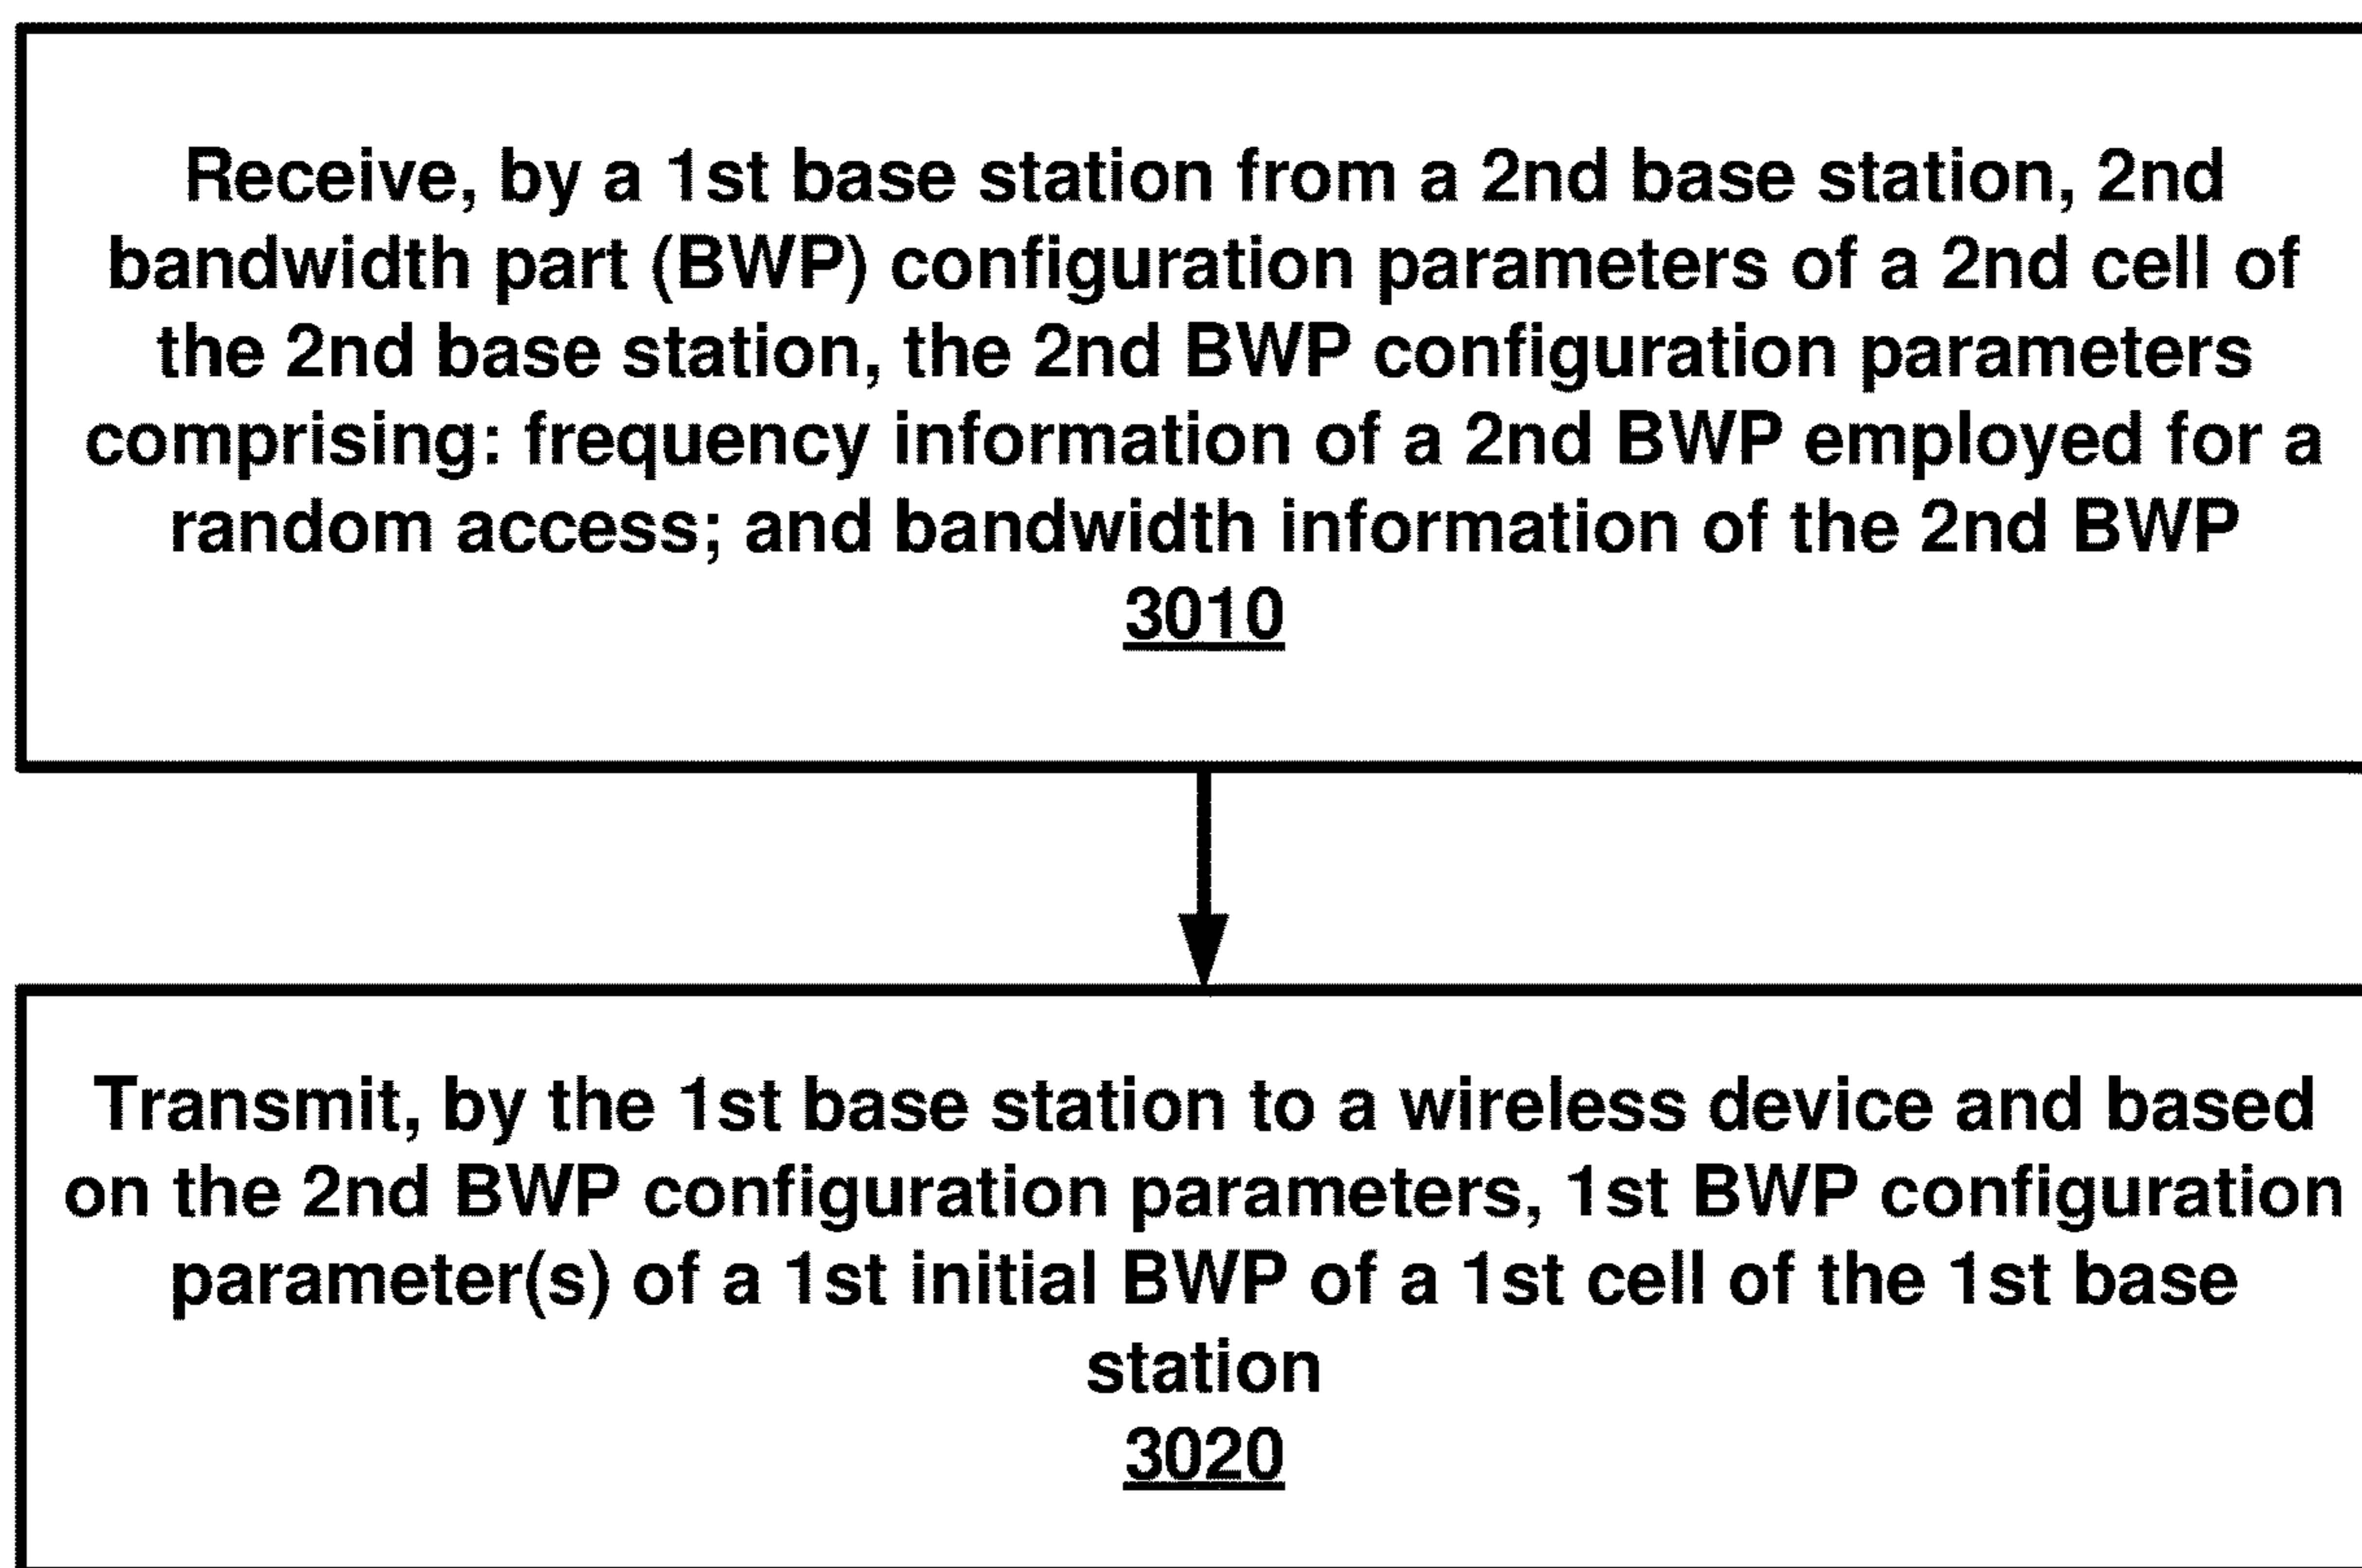 Receive, by a 1st base station from a 2nd base station, 2nd
bandwidth part (BWP) configuration parameters of a 2nd cell of
the 2nd base station, the 2nd BWP configuration parameters
comprising: frequency information of a 2nd BWP employed for a
random access; and bandwidth information of the 2nd BWP
3010
Transmit, by the 1st base station to a wireless device and based
on the 2nd BWP configuration parameters, 1st BWP configuration
parameter(s) of a 1st initial BWP of a 1st cell of the 1st base
station
3020